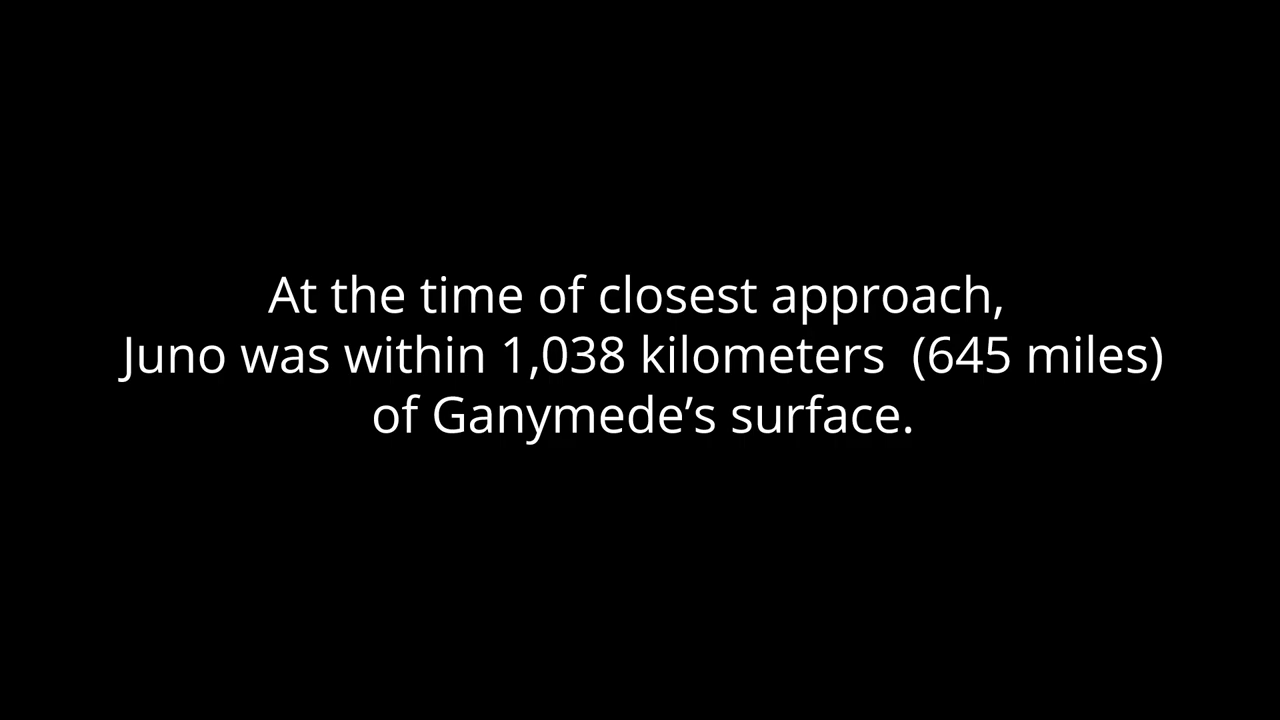 At the time of closest approach,
Juno was within 1,038 kilometers  (645 miles)
of Ganymede’s surface.